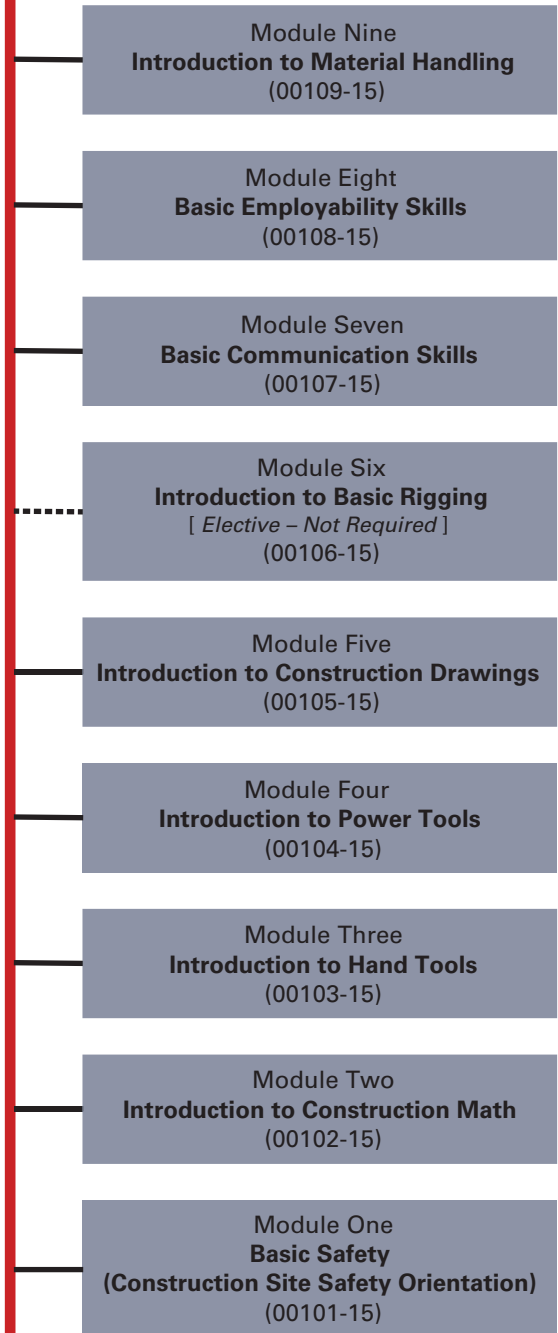 Module Nine
Introduction to Material Handling
(00109-15)
Module Eight
Basic Employability Skills
(00108-15)
Module Seven
Basic Communication Skills
(00107-15)
Module Six
Introduction to Basic Rigging
[ Elective – Not Required ]
(00106-15)
Module Five
Introduction to Construction Drawings
(00105-15)
Module Four
Introduction to Power Tools
(00104-15)
Module Three
Introduction to Hand Tools
(00103-15)
Module Two
Introduction to Construction Math
(00102-15)
Module One
Basic Safety
(Construction Site Safety Orientation)
(00101-15)